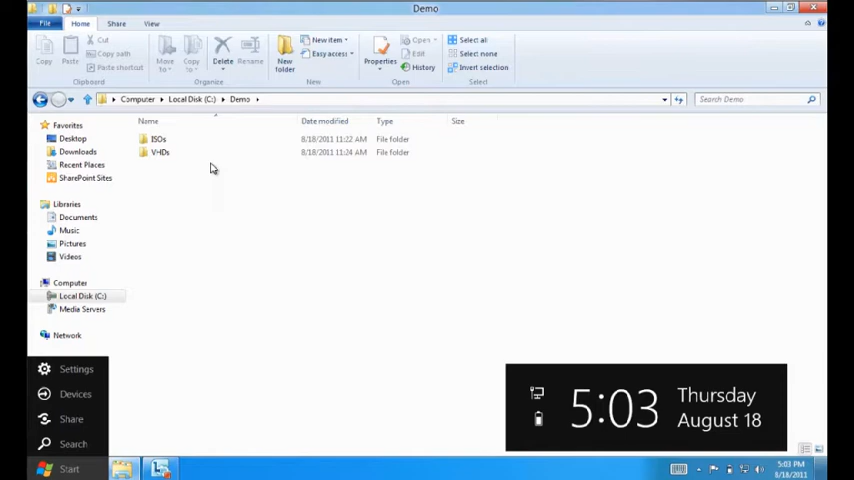 Demo
File Home Share View
Cut
Copy path
Paste shortcut
Copy Paste
Move to Copy to Delete Rename
New folder
New item
Easy access
Properties
Open
Edit
History
Select all
Select none
Invert selection
Clipboard Organise New Open Select
Computer Local Disk (C:) Demo
Search Demo
Name Date modified Type Size
ISOs 8/18/2011 11:22 AM File folder
VHDs 8/18/2011 11:24 AM File folder
Favorites
Desktop
Downloads
Recent Places
SharePoint Sites
Libraries
Documents
Music
Pictures
Videos
Computer
Local Disk (C:)
Media Servers
Network
Settings
Devices
Share
Search
Start
5:03 Thursday
August 18
5:03 PM
8/18/2011